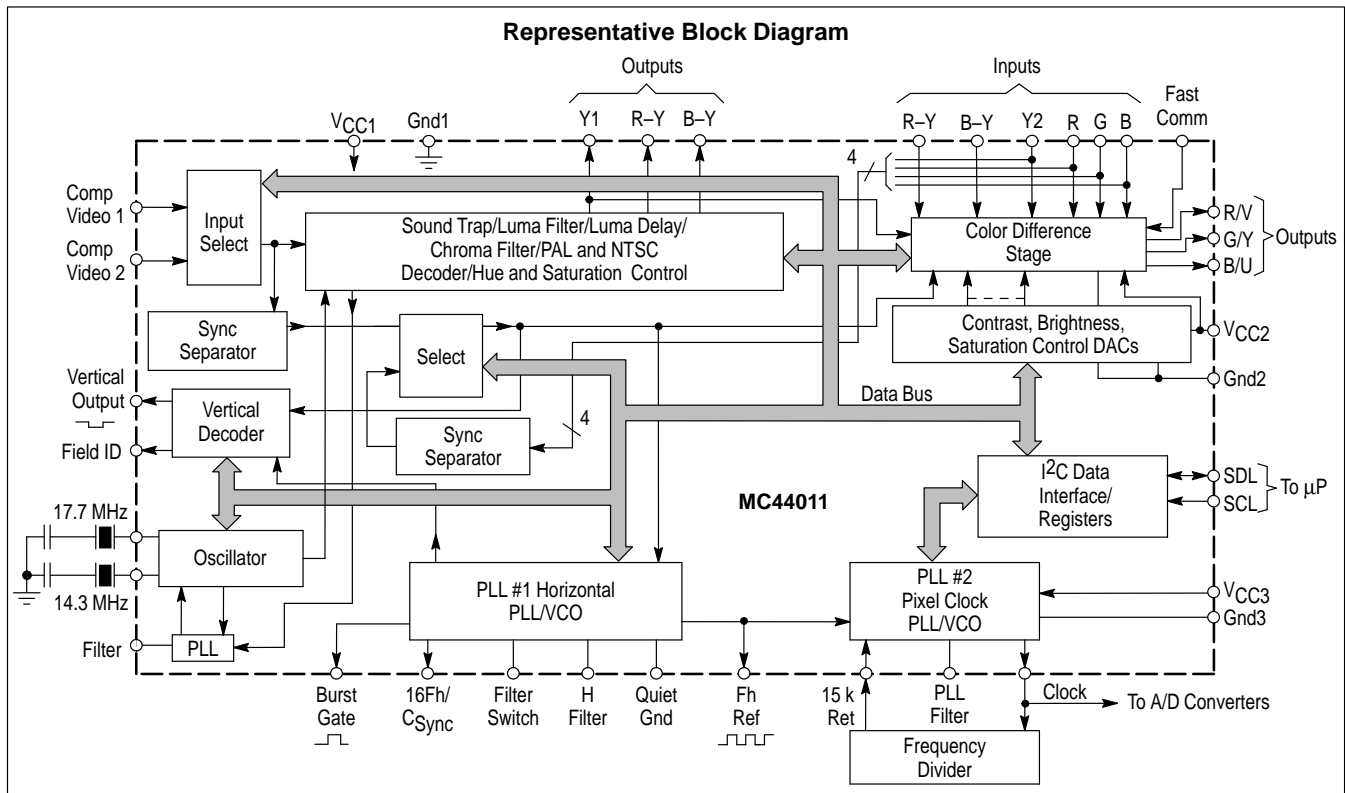 Representative Block Diagram
Outputs
Inputs
VCC1
Gnd1
Y1
R–Y
B–Y
R–Y
B–Y
Y2
R
G
B
Fast
Comm
4
Comp
Video 1
Comp
Video 2
Input
Select
Sound Trap/Luma Filter/Luma Delay/
Chroma Filter/PAL and NTSC
Decoder/Hue and Saturation Control
Color Difference
Stage
R/V
G/Y
B/U
Outputs
Sync
Separator
Select
Contrast, Brightness,
Saturation Control DACs
VCC2
Gnd2
Vertical
Output
Field ID
Vertical
Decoder
Sync
Separator
4
Data Bus
I2C Data
Interface/
Registers
SDL
SCL
To µP
MC44011
17.7 MHz
14.3 MHz
Oscillator
Filter
PLL
PLL #1 Horizontal
PLL/VCO
PLL #2
Pixel Clock
PLL/VCO
VCC3
Gnd3
Burst
Gate
16Fh/
CSync
Filter
Switch
H
Filter
Quiet
Gnd
Fh
Ref
15 k
Ret
PLL
Filter
Clock
To A/D Converters
Frequency
Divider